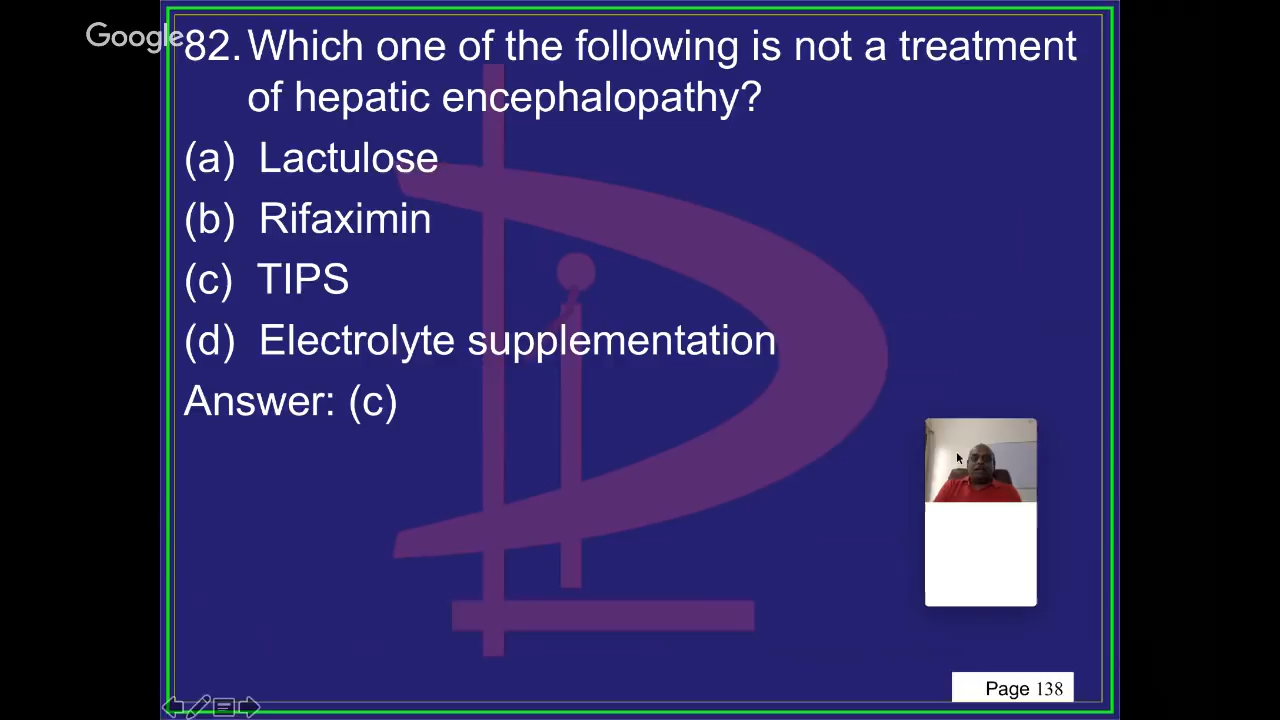 Google
82. Which one of the following is not a treatment
of hepatic encephalopathy?
(a) Lactulose
(b) Rifaximin
(c) TIPS
(d) Electrolyte supplementation
Answer: (c)
Page 138